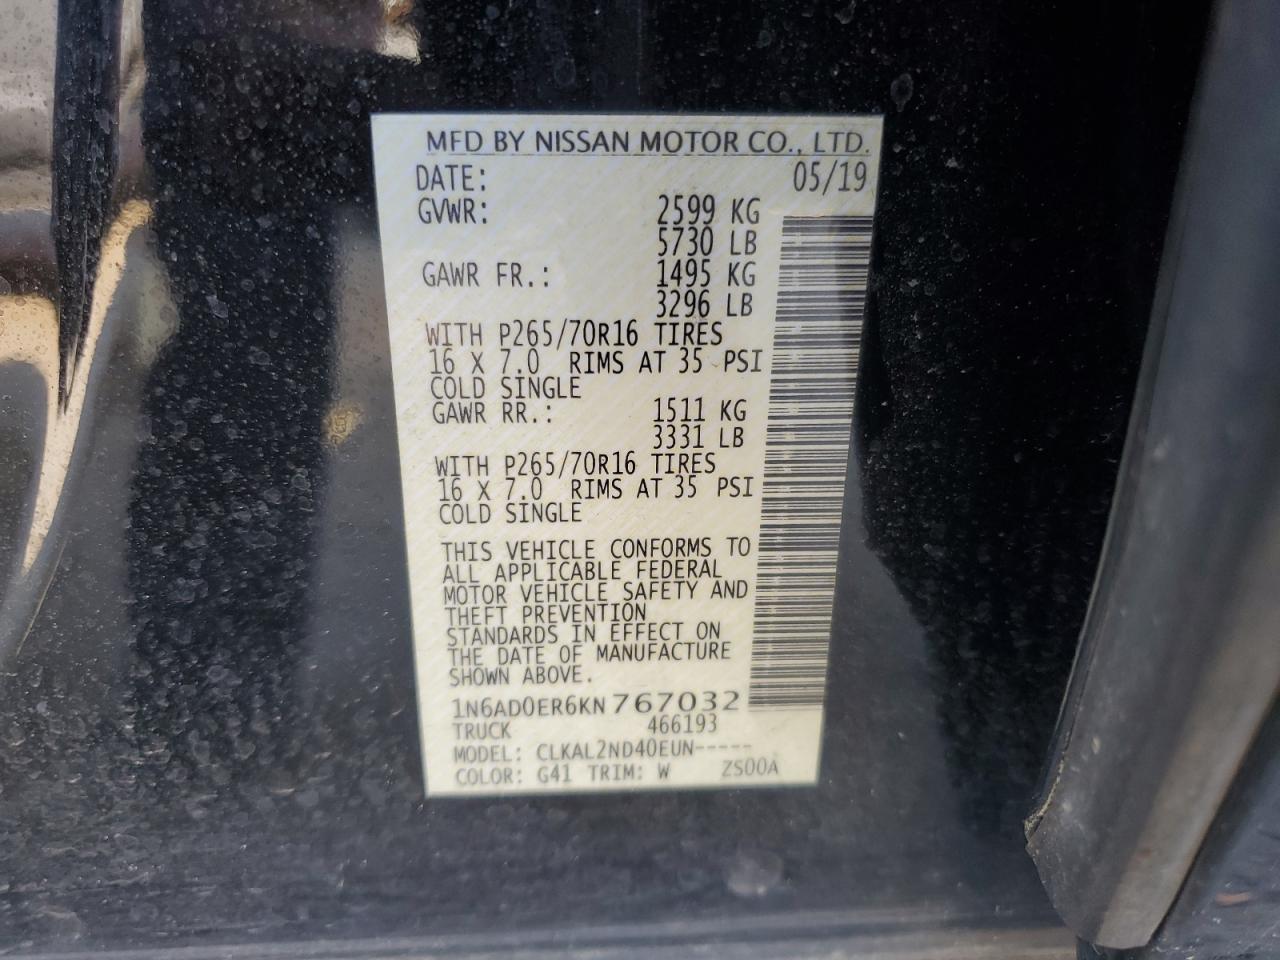 MFD BY NISSAN MOTOR CO., LTD.
DATE: 05/19
GVWR: 2599 KG
5730 LB
GAWR FR.: 1495 KG
3296 LB
WITH P265/70R16 TIRES
16 X 7.0 RIMS AT 35 PSI
COLD SINGLE
GAWR RR.: 1511 KG
3331 LB
WITH P265/70R16 TIRES
16 X 7.0 RIMS AT 35 PSI
COLD SINGLE
THIS VEHICLE CONFORMS TO
ALL APPLICABLE FEDERAL
MOTOR VEHICLE SAFETY AND
THEFT PREVENTION
STANDARDS IN EFFECT ON
THE DATE OF MANUFACTURE
SHOWN ABOVE.
1N6AD0ER6KN767032
TRUCK 466193
MODEL: CLKAL2ND40EUN-----
COLOR: G41 TRIM: W ZS00A